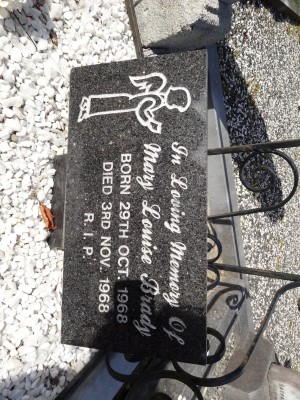 In Loving Memory Of
Mary Louise Brady
BORN 29TH OCT. 1968
DIED 3RD NOV. 1968
R.I.P.